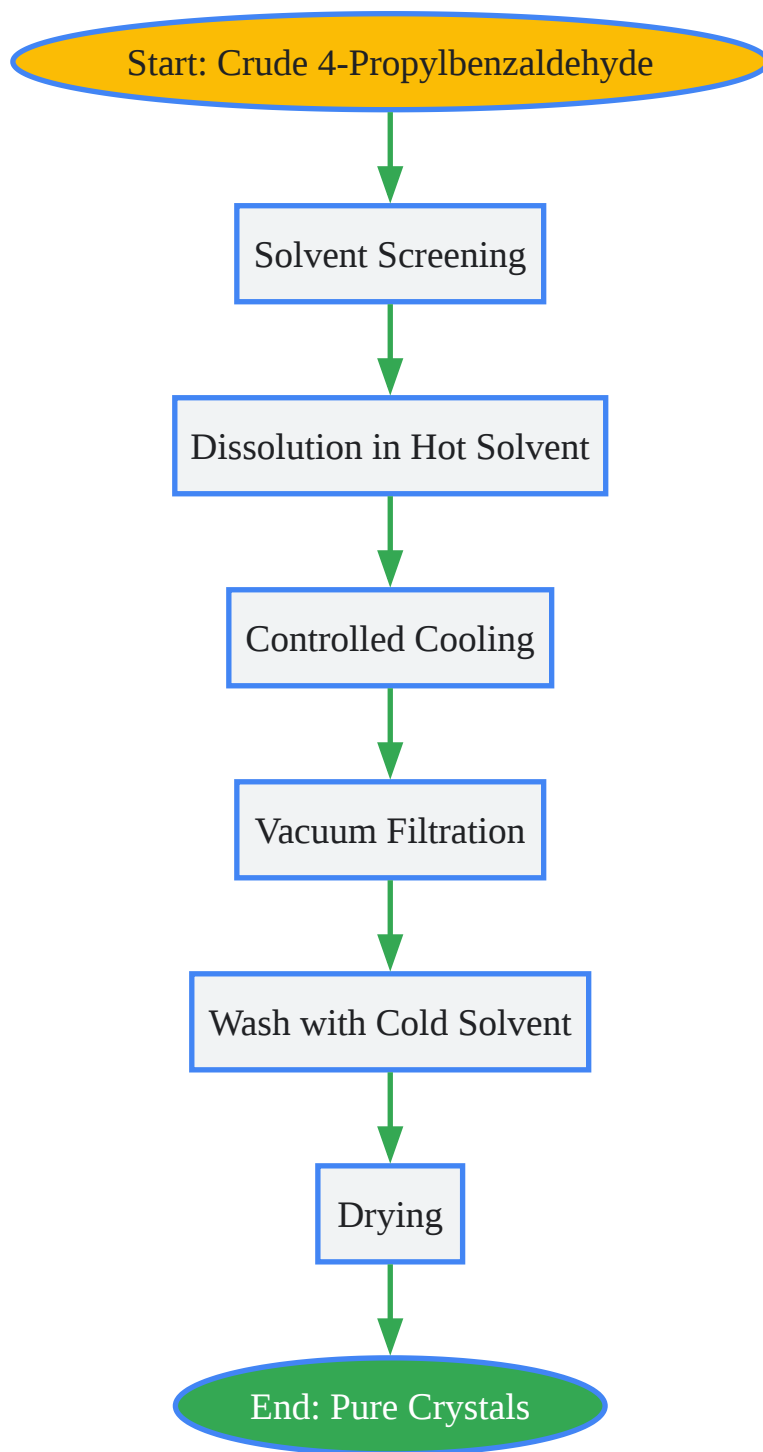 Start: Crude 4-Propylbenzaldehyde
Solvent Screening
Dissolution in Hot Solvent
Controlled Cooling
Vacuum Filtration
Wash with Cold Solvent
Drying
End: Pure Crystals